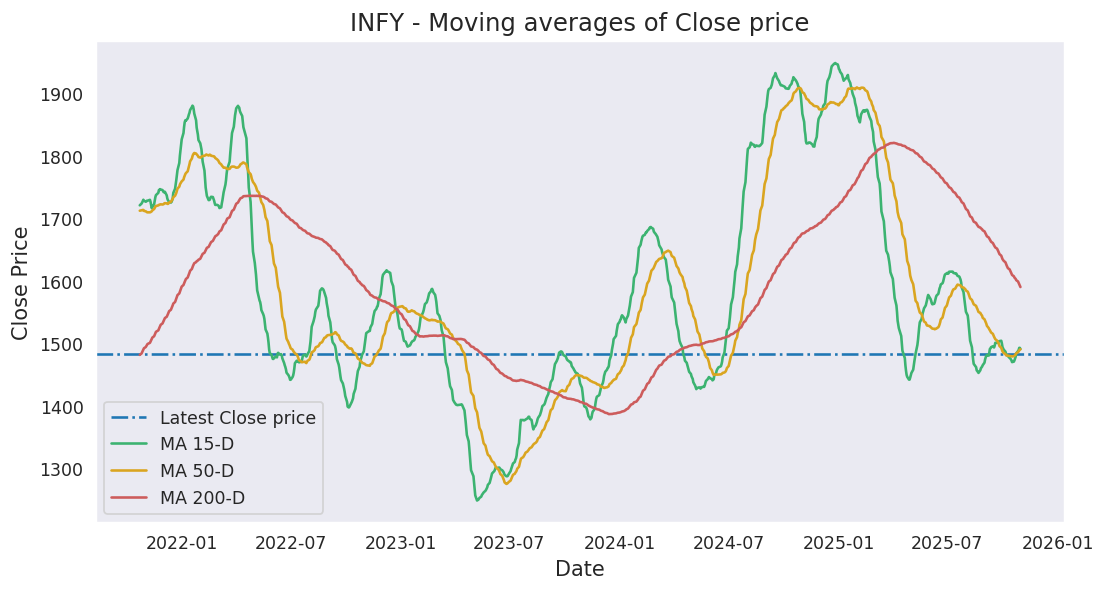 INFY - Moving averages of Close price
Close Price
1900
1800
1700
1600
1500
1400
1300
Latest Close price
MA 15-D
MA 50-D
MA 200-D
2022-01 2022-07 2023-01 2023-07 2024-01 2024-07 2025-01 2025-07 2026-01
Date